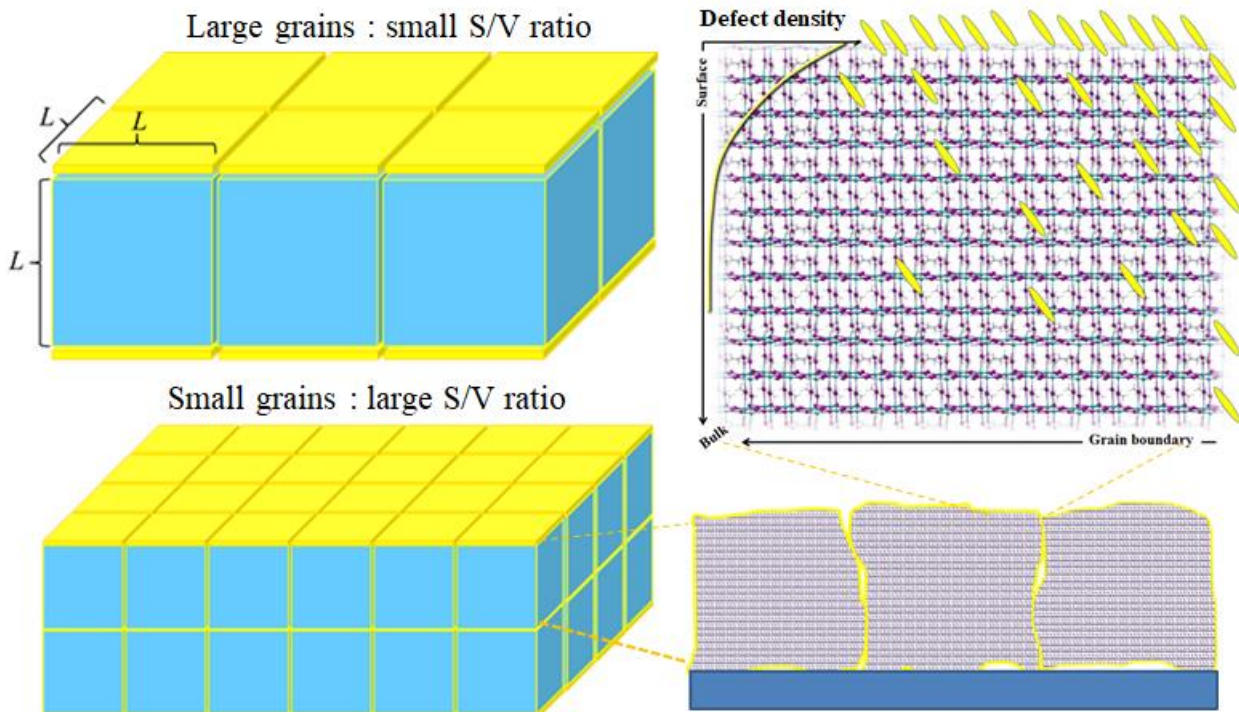 Large grains : small S/V ratio
L
L
L
Small grains : large S/V ratio
Defect density
Surface
Bulk
Grain boundary